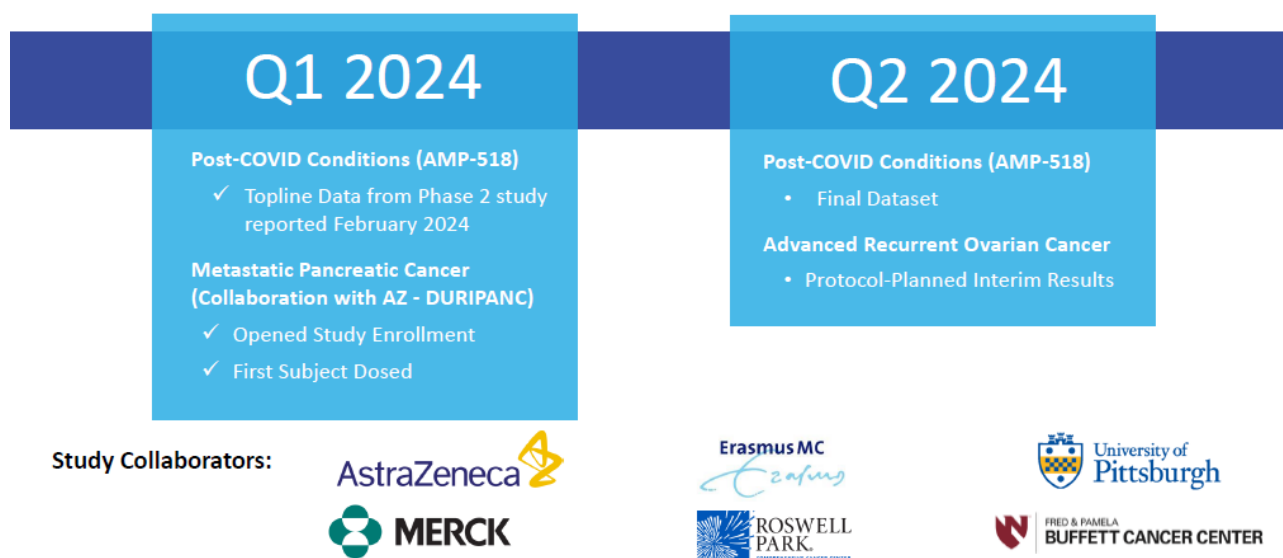 Q1 2024
Post-COVID Conditions (AMP-518)
✓ Topline Data from Phase 2 study
reported February 2024
Metastatic Pancreatic Cancer
(Collaboration with AZ - DURIPANC)
✓ Opened Study Enrollment
✓ First Subject Dosed
Q2 2024
Post-COVID Conditions (AMP-518)
• Final Dataset
Advanced Recurrent Ovarian Cancer
• Protocol-Planned Interim Results
Study Collaborators:
AstraZeneca
Erasmus MC
Erasmus
University of
Pittsburgh
MERCK
ROSWELL
PARK.
N
FRED & PAMELA
BUFFETT CANCER CENTER